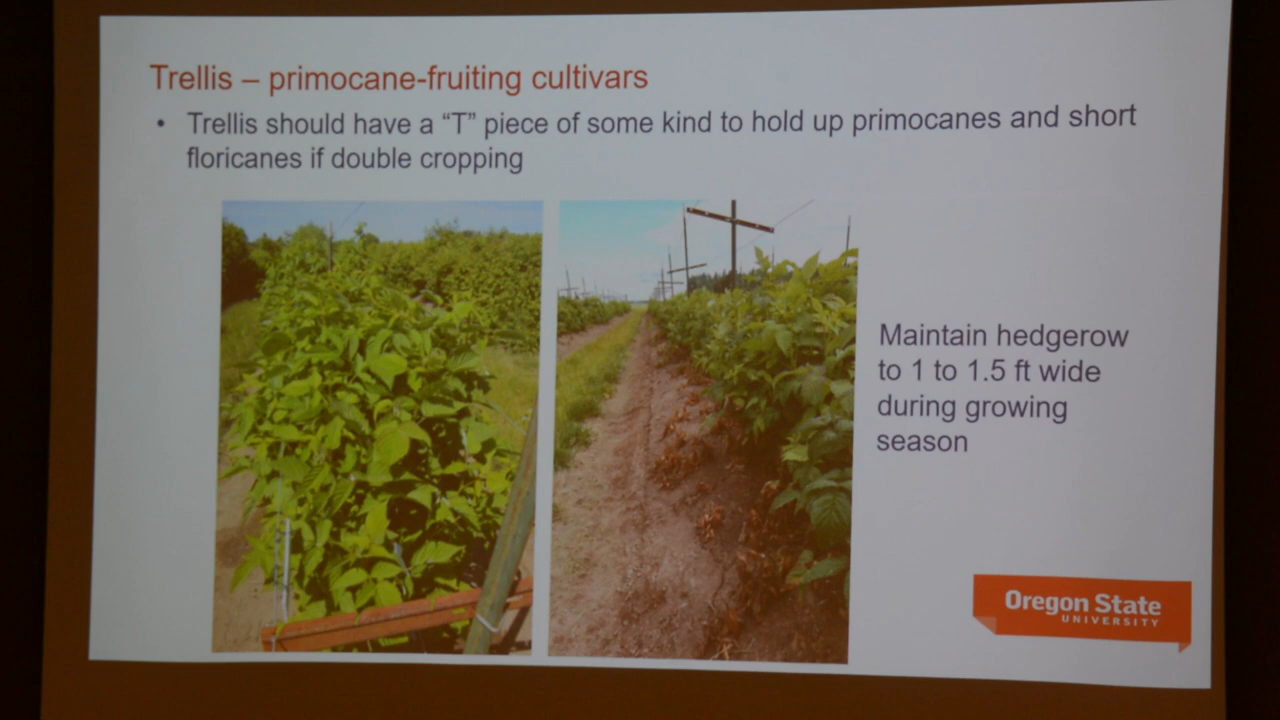 Trellis – primocane-fruiting cultivars
• Trellis should have a “T” piece of some kind to hold up primocanes and short
floricanes if double cropping
Maintain hedgerow
to 1 to 1.5 ft wide
during growing
season
Oregon State
UNIVERSITY